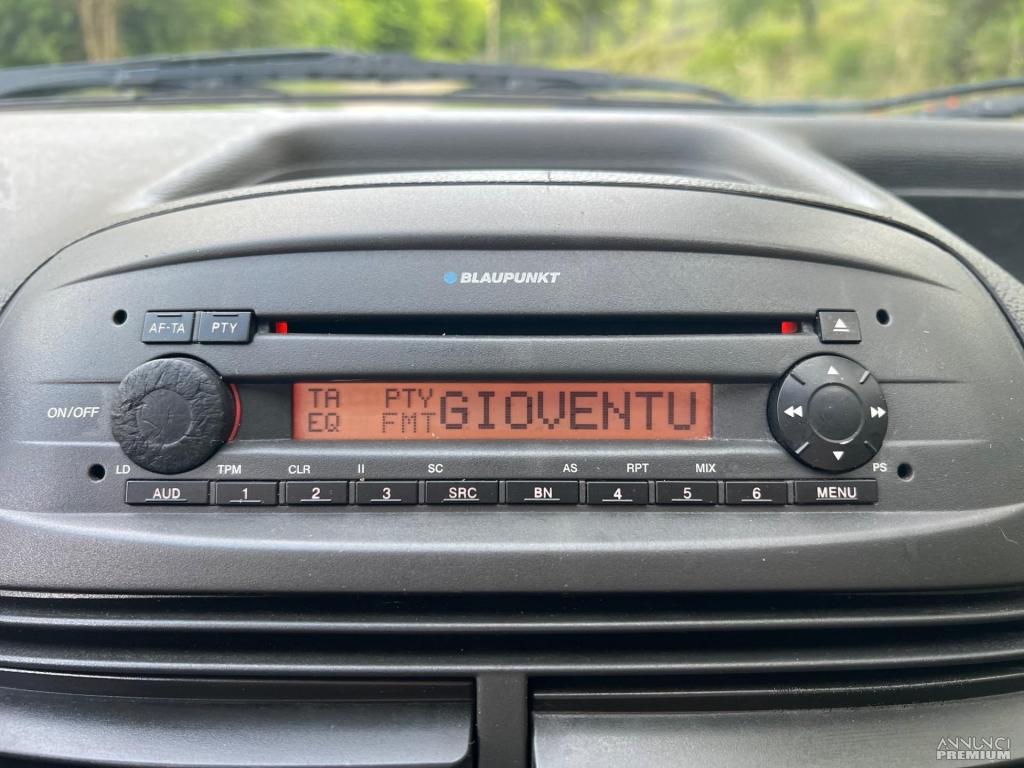 BLAUPUNKT
AF-TA PTY
ON/OFF
TA PTY GIOVENTU
EQ FMT
LD TPM CLR II SC AS RPT MIX PS
AUD 1 2 3 SRC BN 4 5 6 MENU
ANNUNCI
PREMIUM